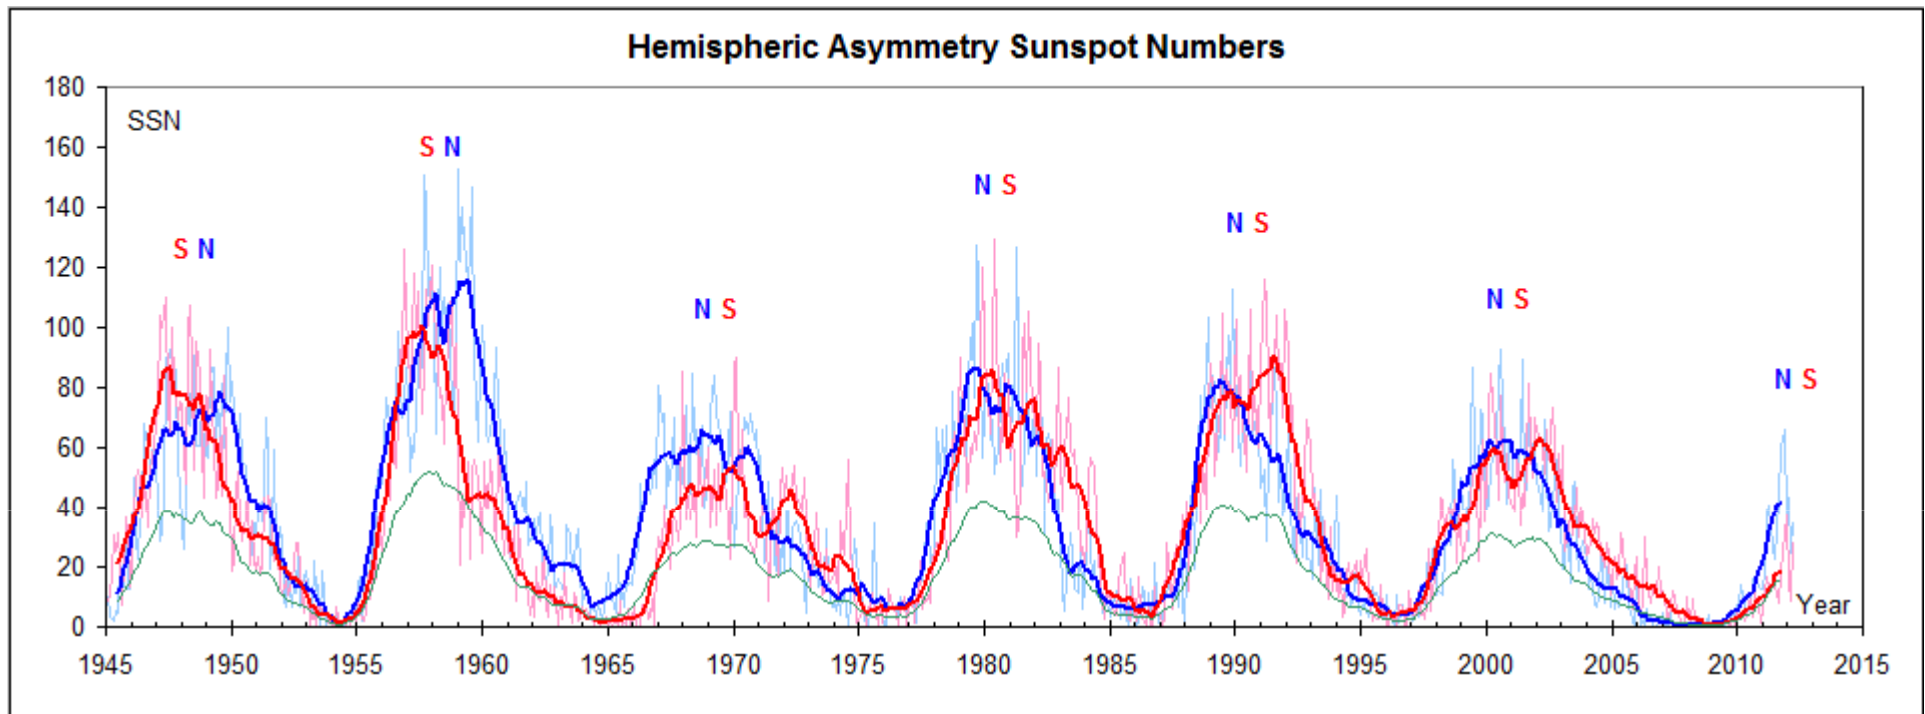 Hemispheric Asymmetry Sunspot Numbers
180
SSN
160
S N
140
N S
120
S N
N S
100
N S
N S
80
N S
60
40
20
0
Year
1945 1950 1955 1960 1965 1970 1975 1980 1985 1990 1995 2000 2005 2010 2015